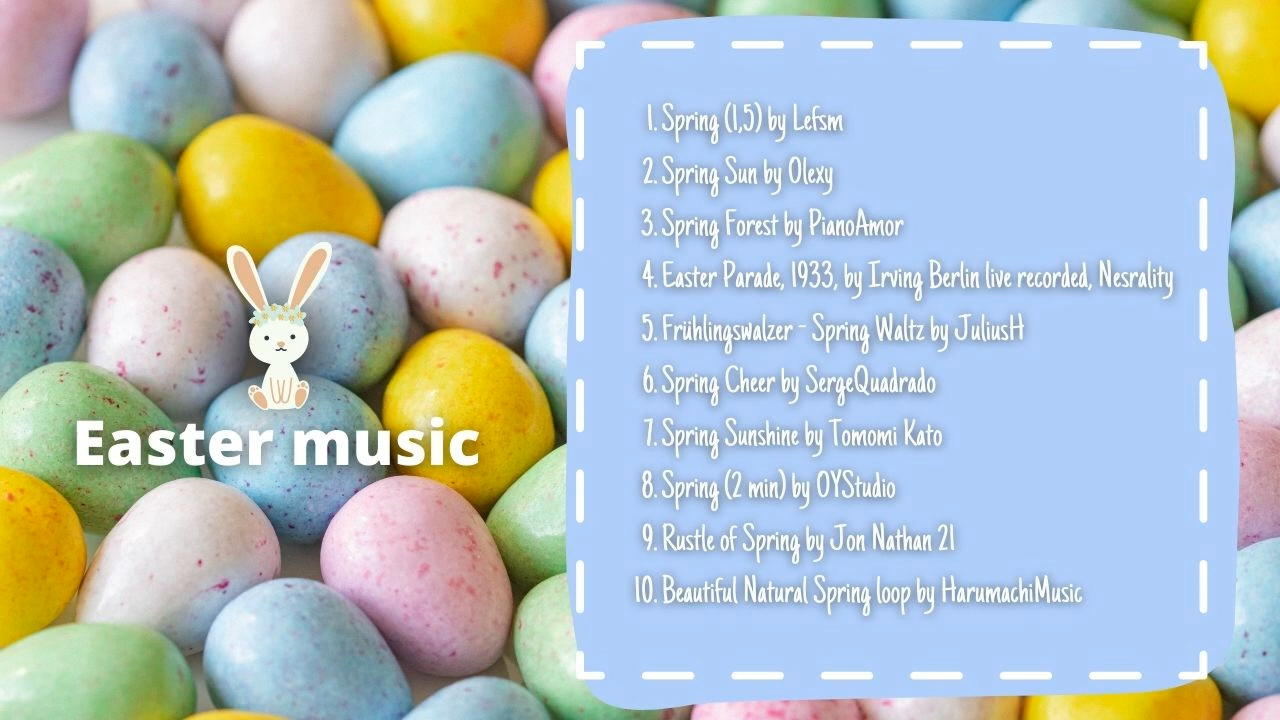 Easter music
1. Spring (1,5) by Lefsm
2. Spring Sun by Olexy
3. Spring Forest by PianoAmor
4. Easter Parade, 1933, by Irving Berlin live recorded, Nesrality
5. Frühlingswalzer - Spring Waltz by JuliusH
6. Spring Cheer by SergeQuadrado
7. Spring Sunshine by Tomomi Kato
8. Spring (2 min) by OYStudio
9. Rustle of Spring by Jon Nathan 21
10. Beautiful Natural Spring loop by HarumachiMusic